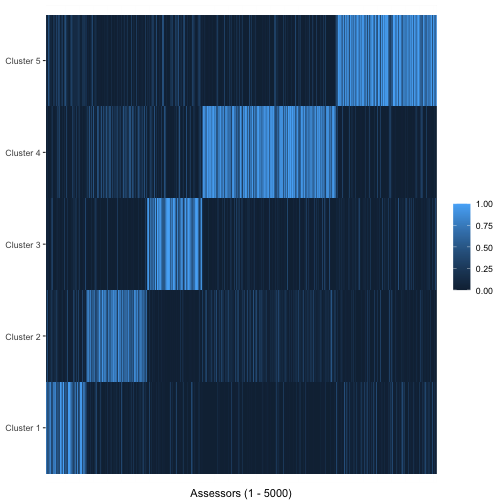 Cluster 5
Cluster 4
Cluster 3
Cluster 2
Cluster 1
Assessors (1 - 5000)
1.00
0.75
0.50
0.25
0.00